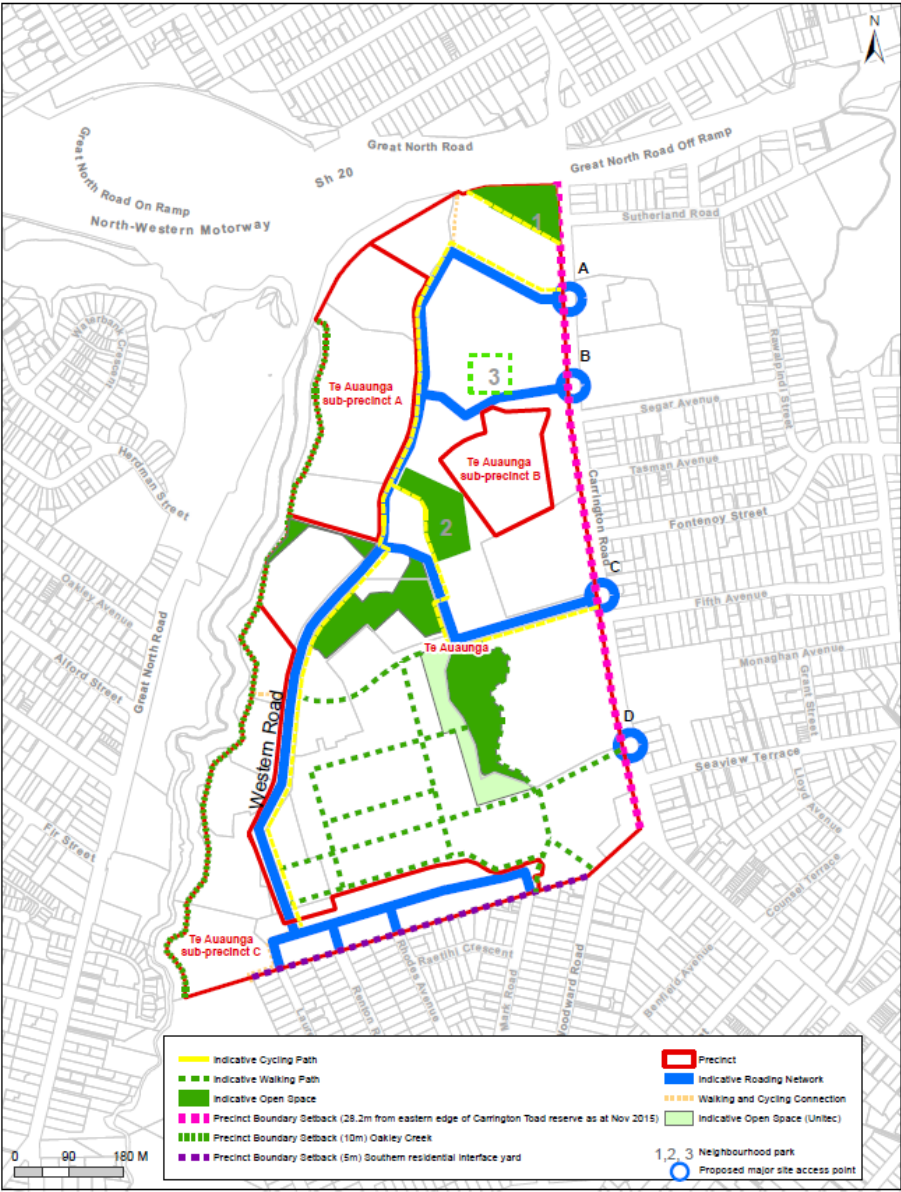 N
Great North Road
Great North Road Off Ramp
Great North Road On Ramp
Sh 20
North-Western Motorway
1
Sutherland Road
A
Waterbank Crescent
Rawalpindi Street
B
3
Te Auaunga
sub-precinct A
Segar Avenue
Herdman Street
Te Auaunga
sub-precinct B
Tasman Avenue
Carrington Road
Fontenoy Street
2
C
Oakley Avenue
Fifth Avenue
Great North Road
Te Auaunga
Monaghan Avenue
Alford Street
Grant Street
Western Road
D
Seaview Terrace
Lloyd Avenue
Fir Street
Counsel Terrace
Te Auaunga
sub-precinct C
Raetihi Crescent
Rhodes Avenue
Mark Road
Woodward Road
Benfield Avenue
Renton R
Laure
Indicative Cycling Path
Indicative Walking Path
Indicative Open Space
Precinct Boundary Setback (28.2m from eastern edge of Carrington Toad reserve as at Nov 2015)
Precinct Boundary Setback (10m) Oakley Creek
Precinct Boundary Setback (5m) Southern residential interface yard
Precinct
Indicative Roading Network
Walking and Cycling Connection
Indicative Open Space (Unitec)
1,2, 3 Neighbourhood park
Proposed major site access point
0 90 180 M